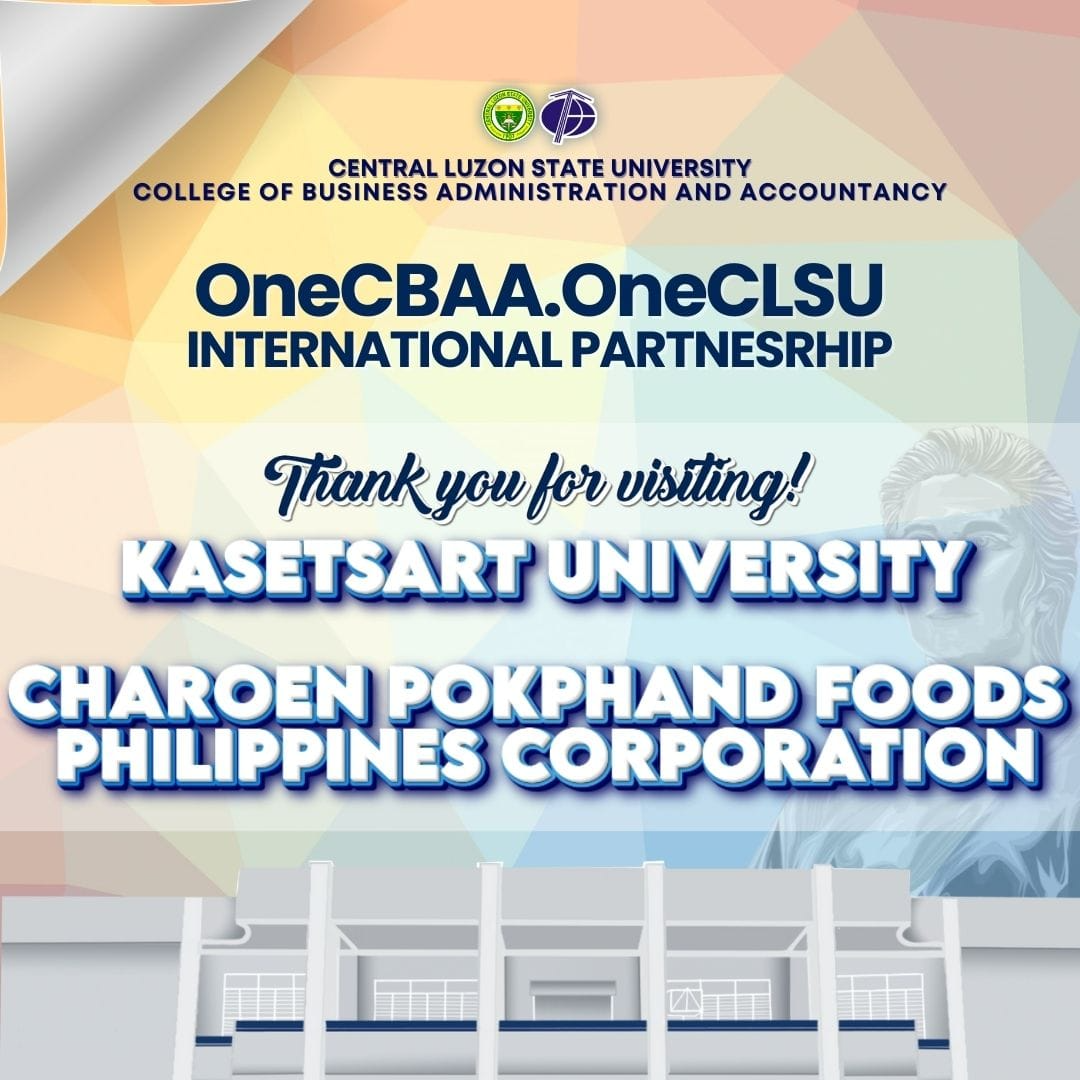 CENTRAL LUZON STATE UNIVERSITY
COLLEGE OF BUSINESS ADMINISTRATION AND ACCOUNTANCY
OneCBAA.OneCLSU
INTERNATIONAL PARTNESRHIP
Thank you for visiting!
KASETSART UNIVERSITY
CHAROEN POKPHAND FOODS
PHILIPPINES CORPORATION